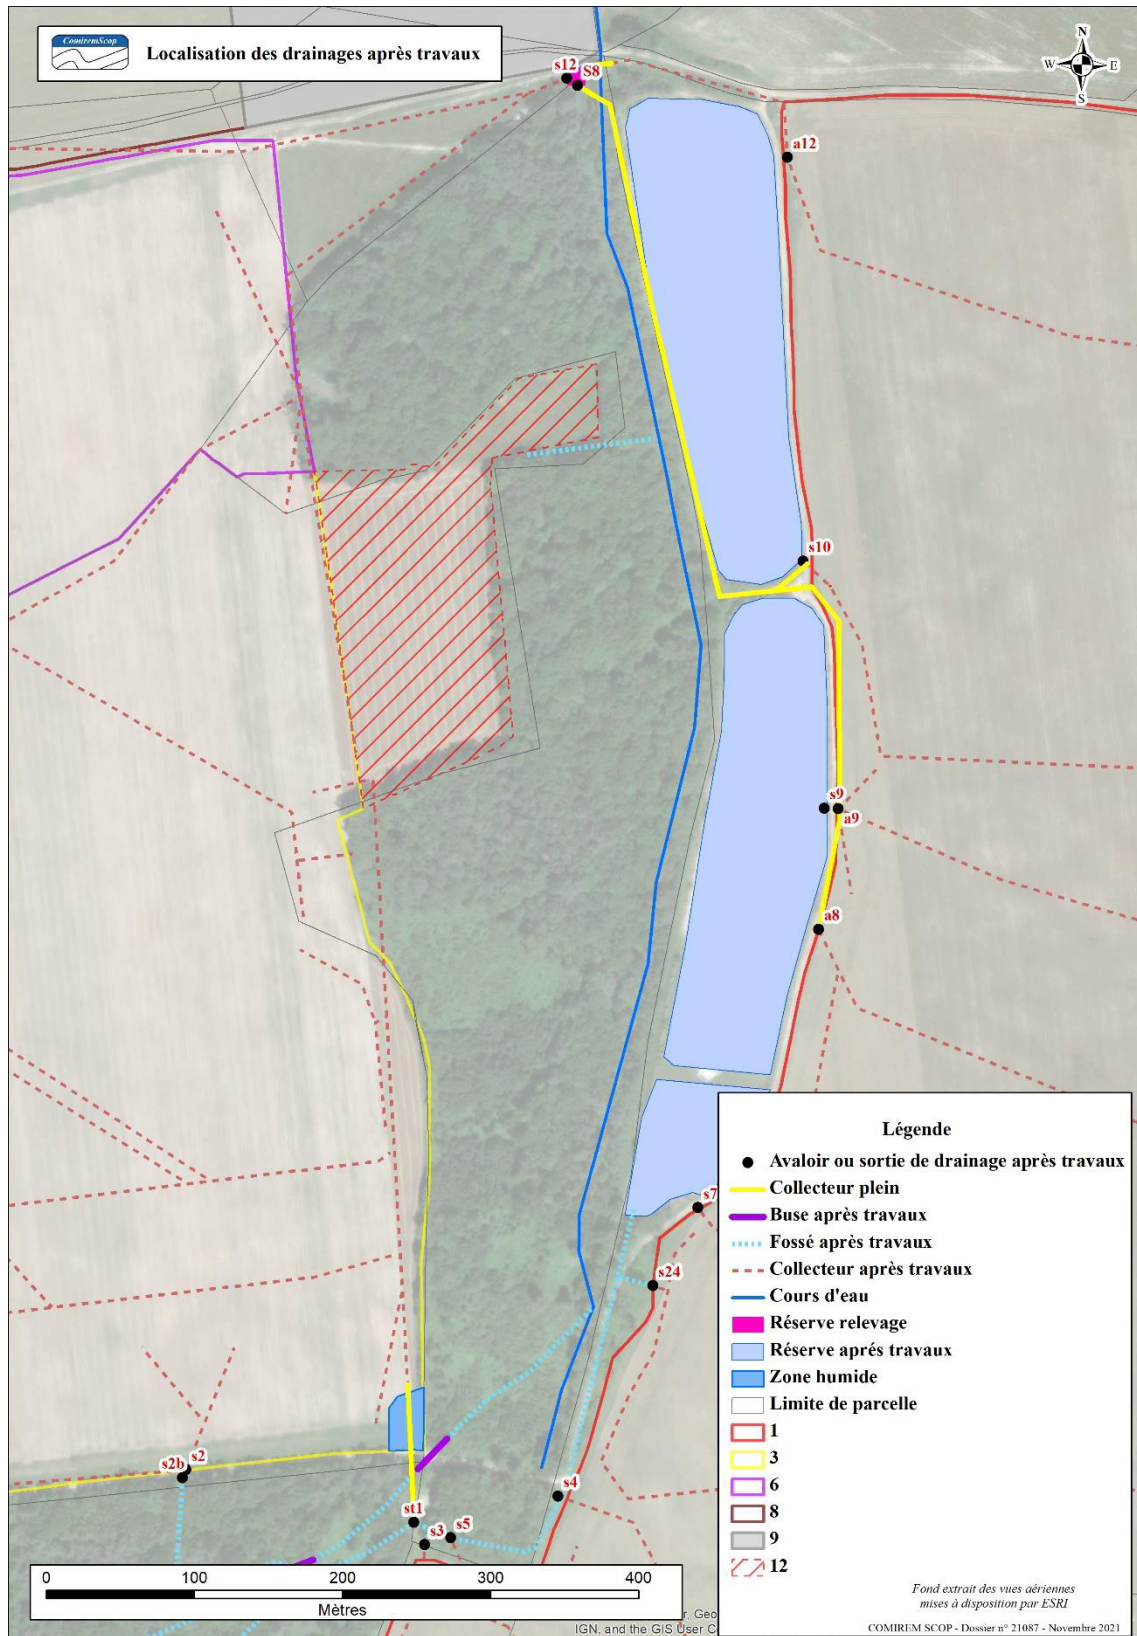 ComiremScop
Localisation des drainages après travaux
N
W
E
S
s12
S8
a12
s10
s9
a9
a8
s7
s24
s2
s2b
st1
s3
s5
s4
Légende
Avaloir ou sortie de drainage après travaux
Collecteur plein
Buse après travaux
Fossé après travaux
Collecteur après travaux
Cours d'eau
Réserve relevage
Réserve aprés travaux
Zone humide
Limite de parcelle
1
3
6
8
9
12
Fond extrait des vues aériennes
mises à disposition par ESRI
COMIREM SCOP - Dossier n° 21087 - Novembre 2021
0 100 200 300 400
Mètres
r, Geo
IGN, and the GIS User C